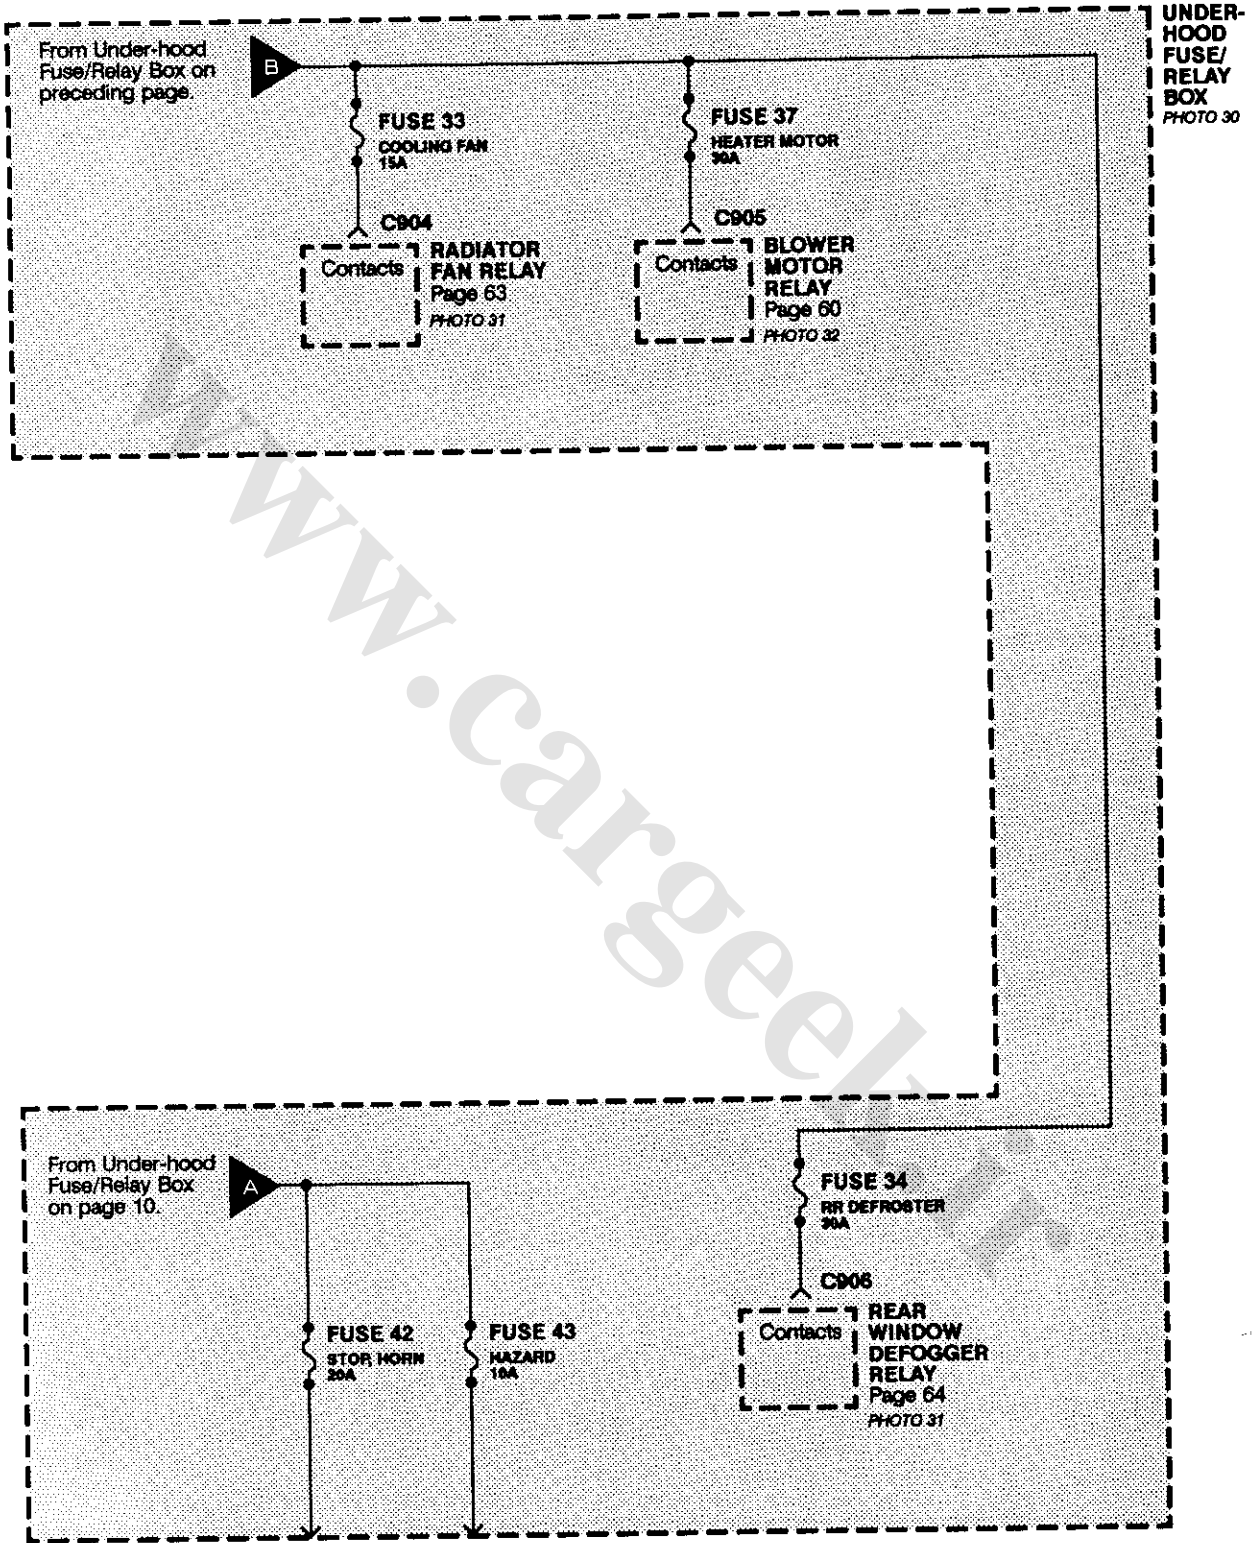 UNDER-
HOOD
FUSE/
RELAY
BOX
PHOTO 30
From Under-hood
Fuse/Relay Box on
preceding page.
B
FUSE 33
COOLING FAN
15A
C904
Contacts
RADIATOR
FAN RELAY
Page 63
PHOTO 31
FUSE 37
HEATER MOTOR
30A
C905
Contacts
BLOWER
MOTOR
RELAY
Page 60
PHOTO 32
www.cargeek.ir
From Under-hood
Fuse/Relay Box
on page 10.
A
FUSE 42
STOP, HORN
20A
FUSE 43
HAZARD
10A
FUSE 34
RR DEFROSTER
30A
C906
Contacts
REAR
WINDOW
DEFOGGER
RELAY
Page 64
PHOTO 31